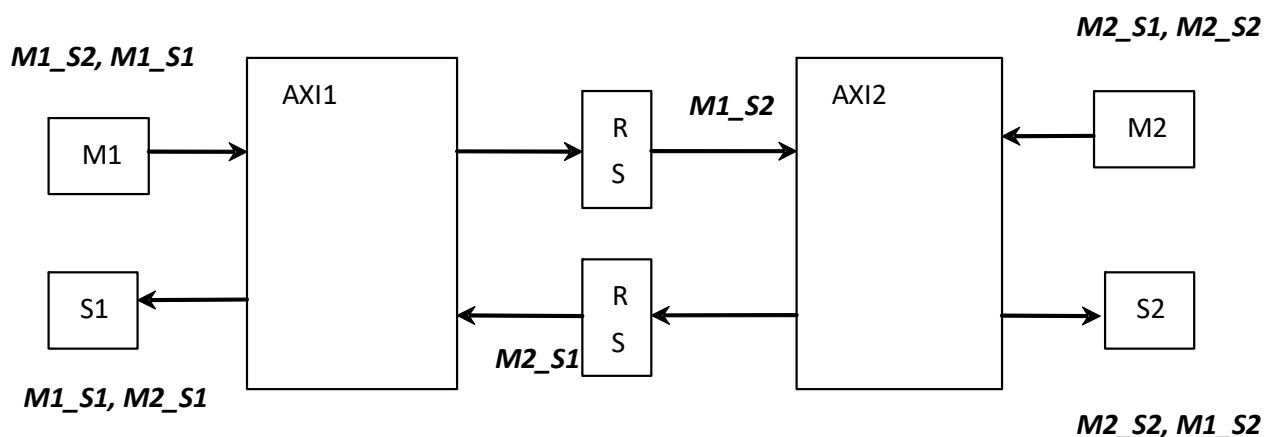 M2_S1, M2_S2
M1_S2, M1_S1
AXI1
AXI2
M1_S2
R
S
M1
M2
S1
R
S
S2
M2_S1
M1_S1, M2_S1
M2_S2, M1_S2